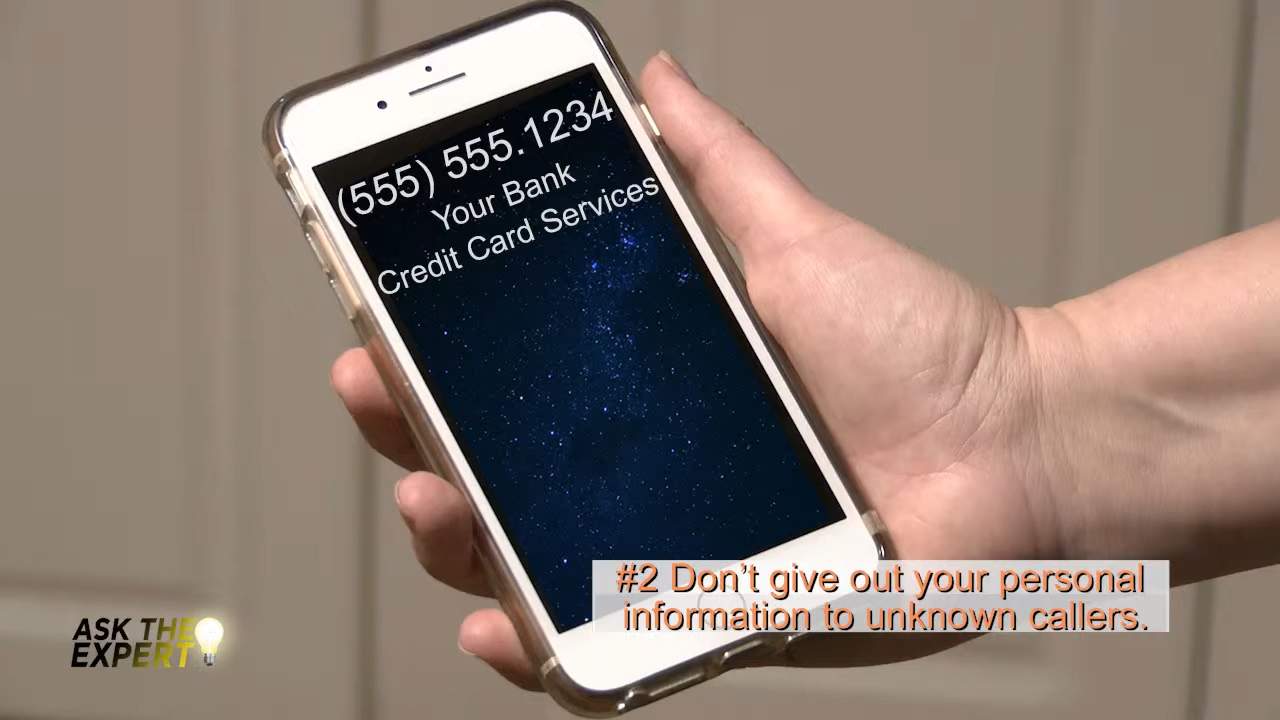 (555) 555.1234
Your Bank
Credit Card Services
#2 Don't give out your personal
information to unknown callers.
ASK THE
EXPERT